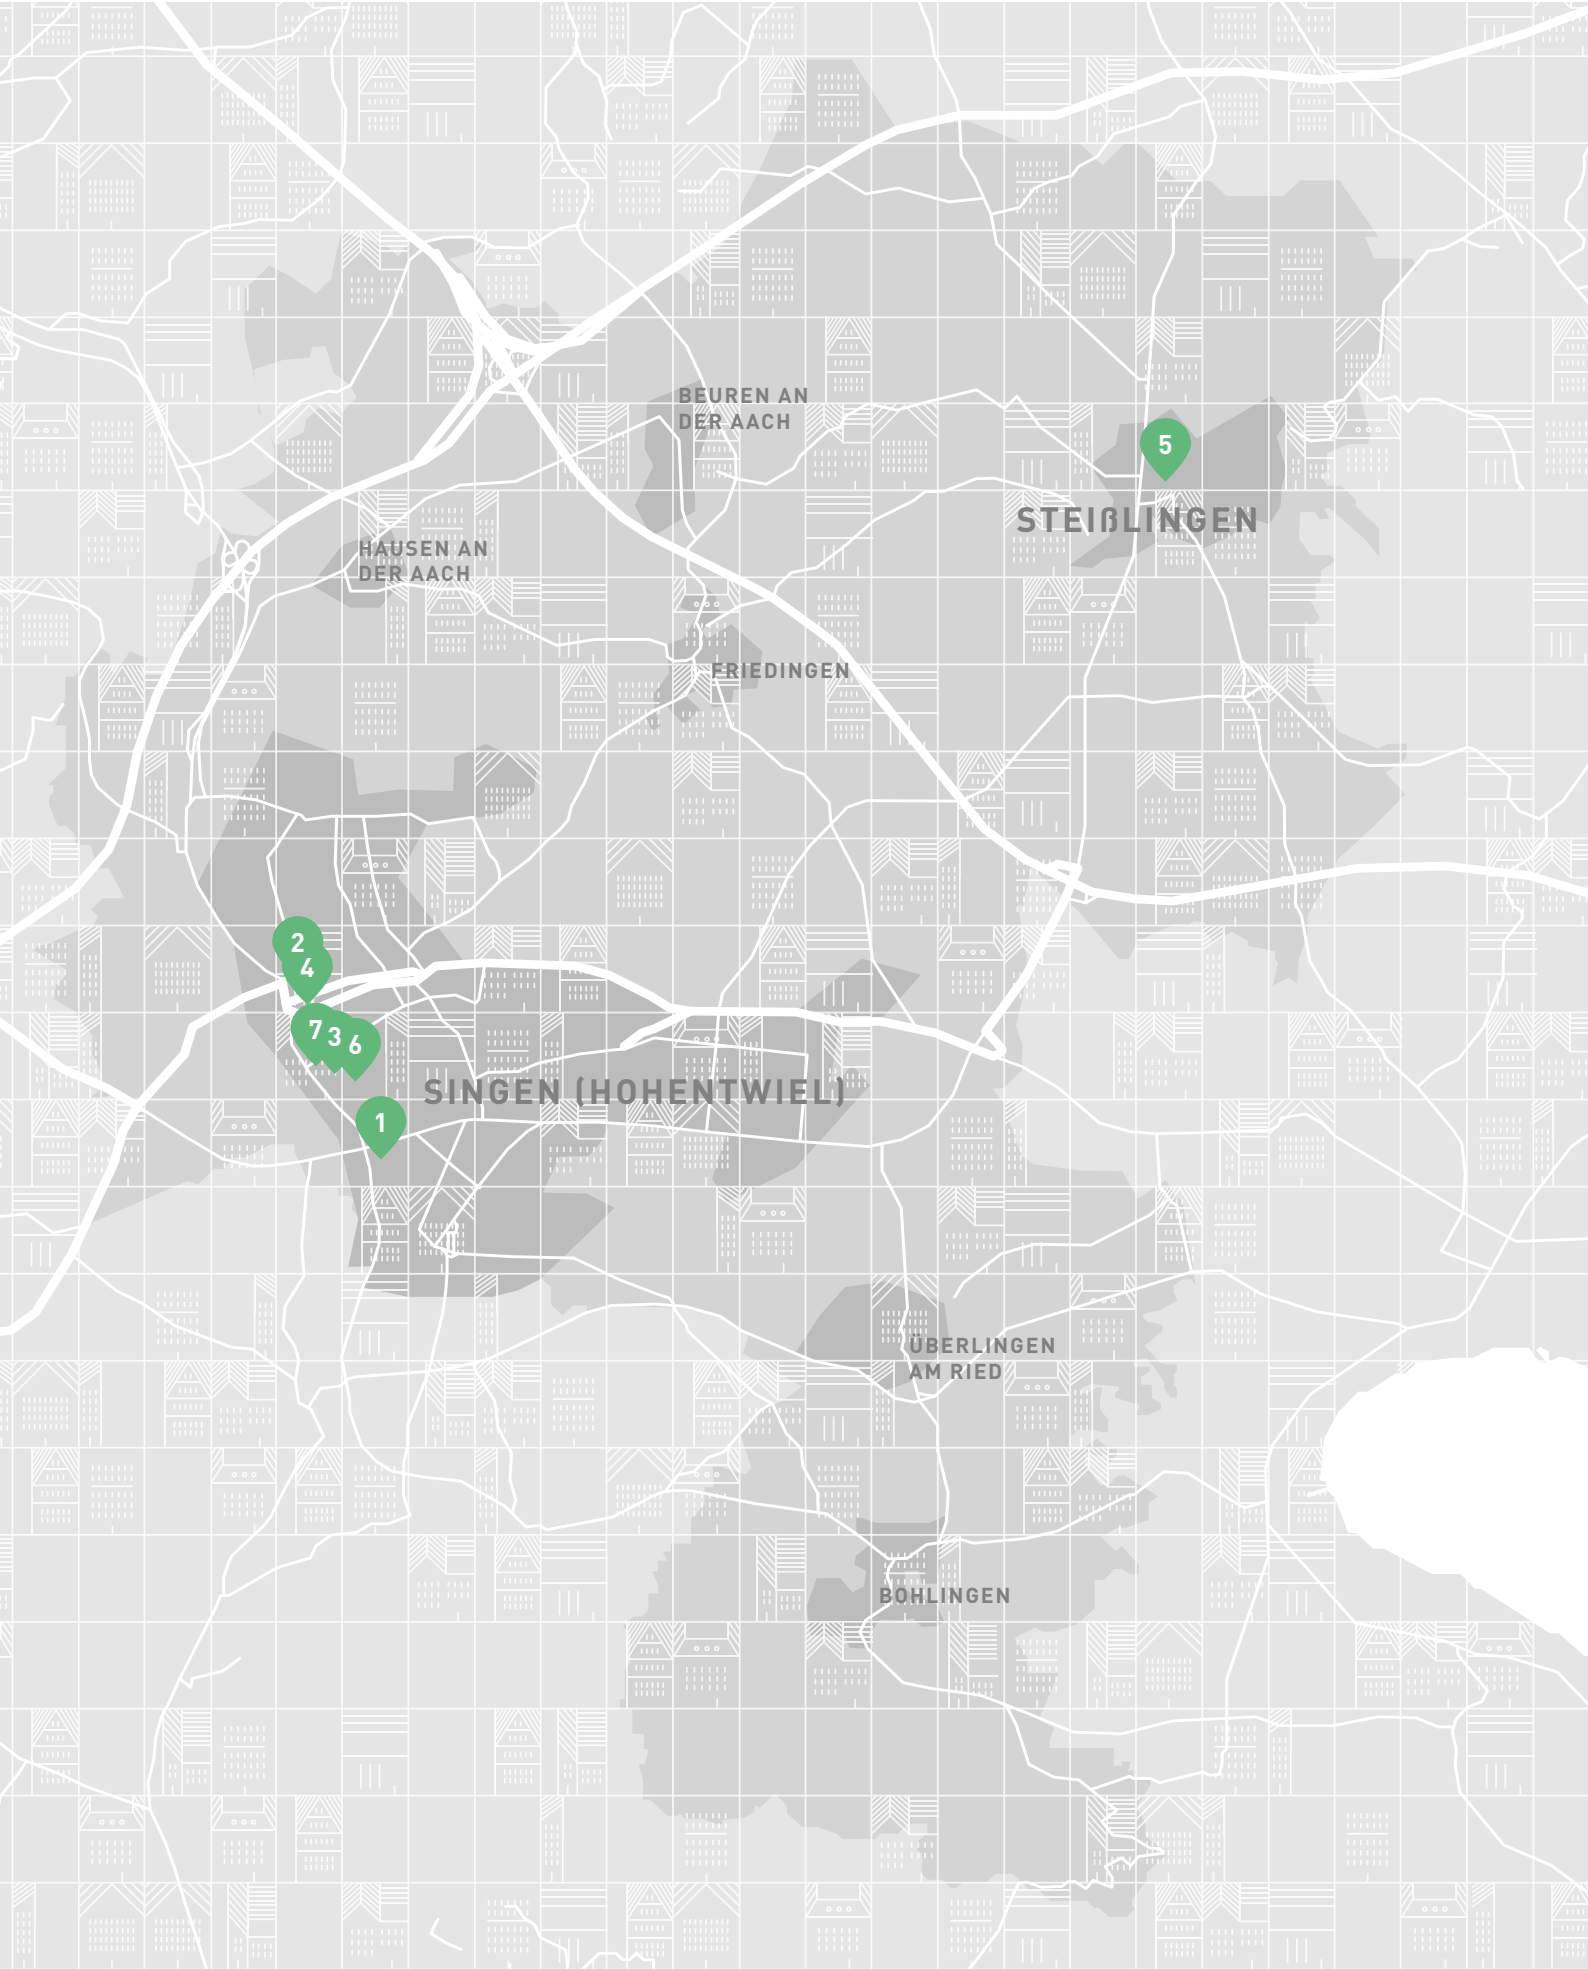 BEUREN AN
DER AACH
5
STEIßLINGEN
HAUSEN AN
DER AACH
FRIEDINGEN
2
4
7
3
6
SINGEN (HOHENTWIEL)
1
ÜBERLINGEN
AM RIED
BOHLINGEN